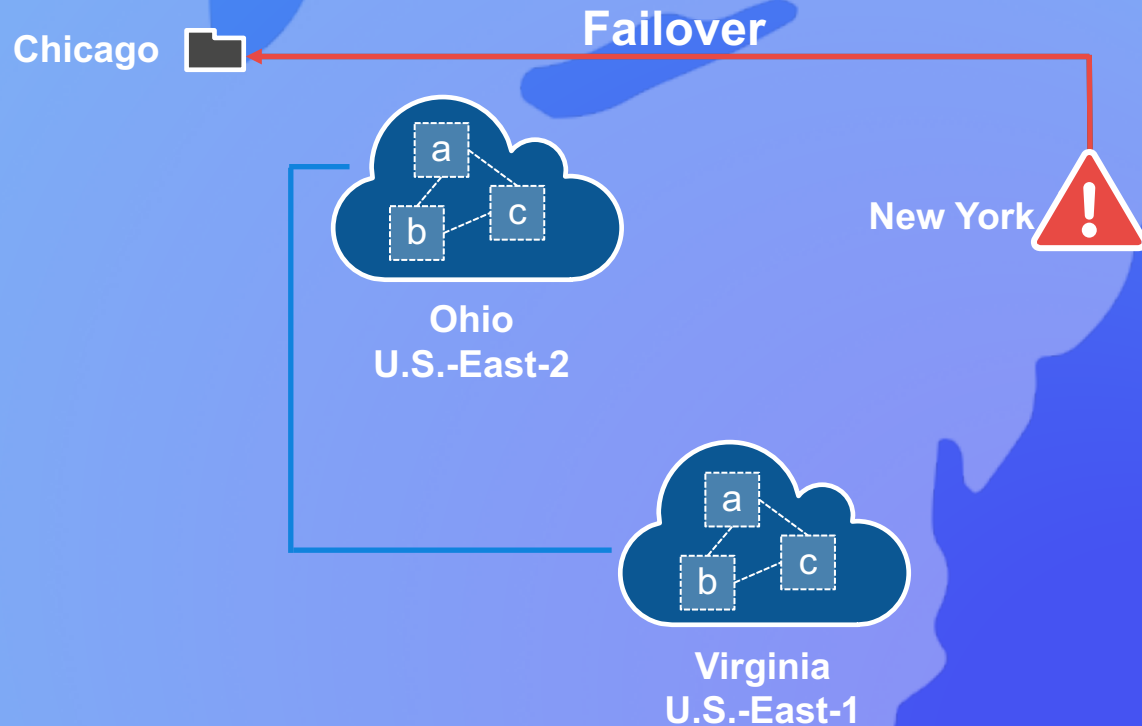 Failover
Chicago
a
b
c
New York
!
Ohio
U.S.-East-2
a
b
c
Virginia
U.S.-East-1